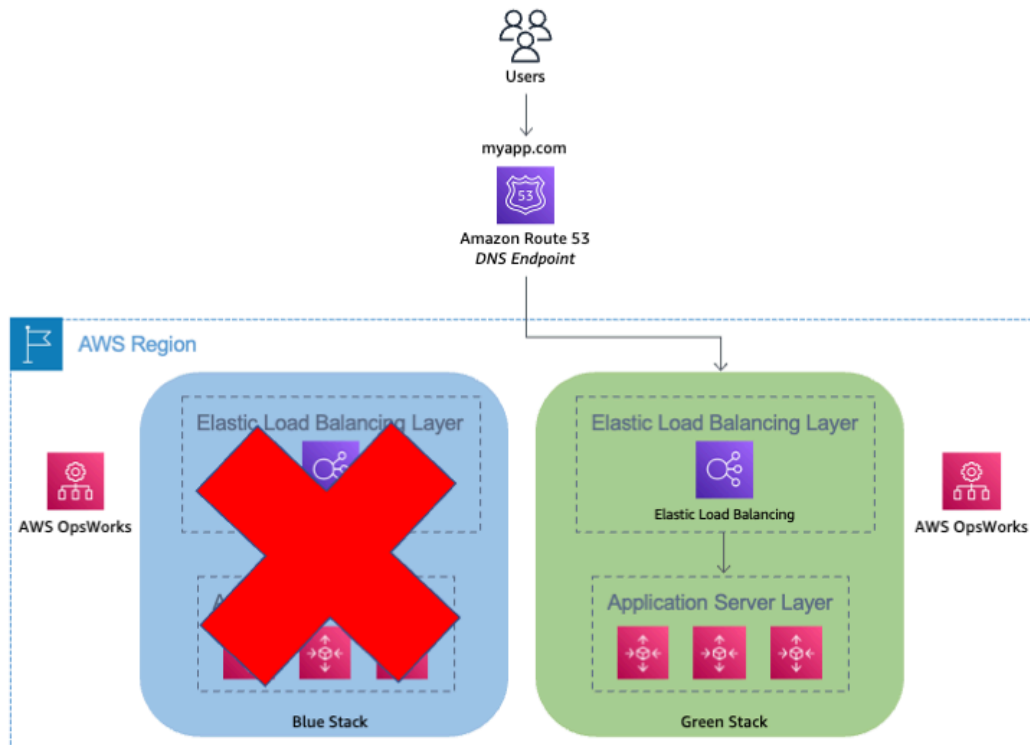 Users
myapp.com
53
Amazon Route 53
DNS Endpoint
AWS Region
Elastic Load Balancing Layer
Elastic Load Balancing Layer
Elastic Load Balancing
AWS OpsWorks
AWS OpsWorks
Application Server Layer
Blue Stack
Green Stack